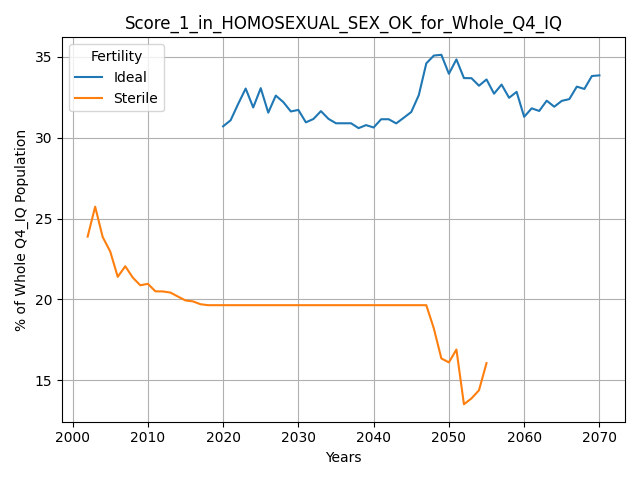 Score_1_in_HOMOSEXUAL_SEX_OK_for_Whole_Q4_IQ
Fertility
Ideal
Sterile
% of Whole Q4_IQ Population
35
30
25
20
15
2000 2010 2020 2030 2040 2050 2060 2070
Years